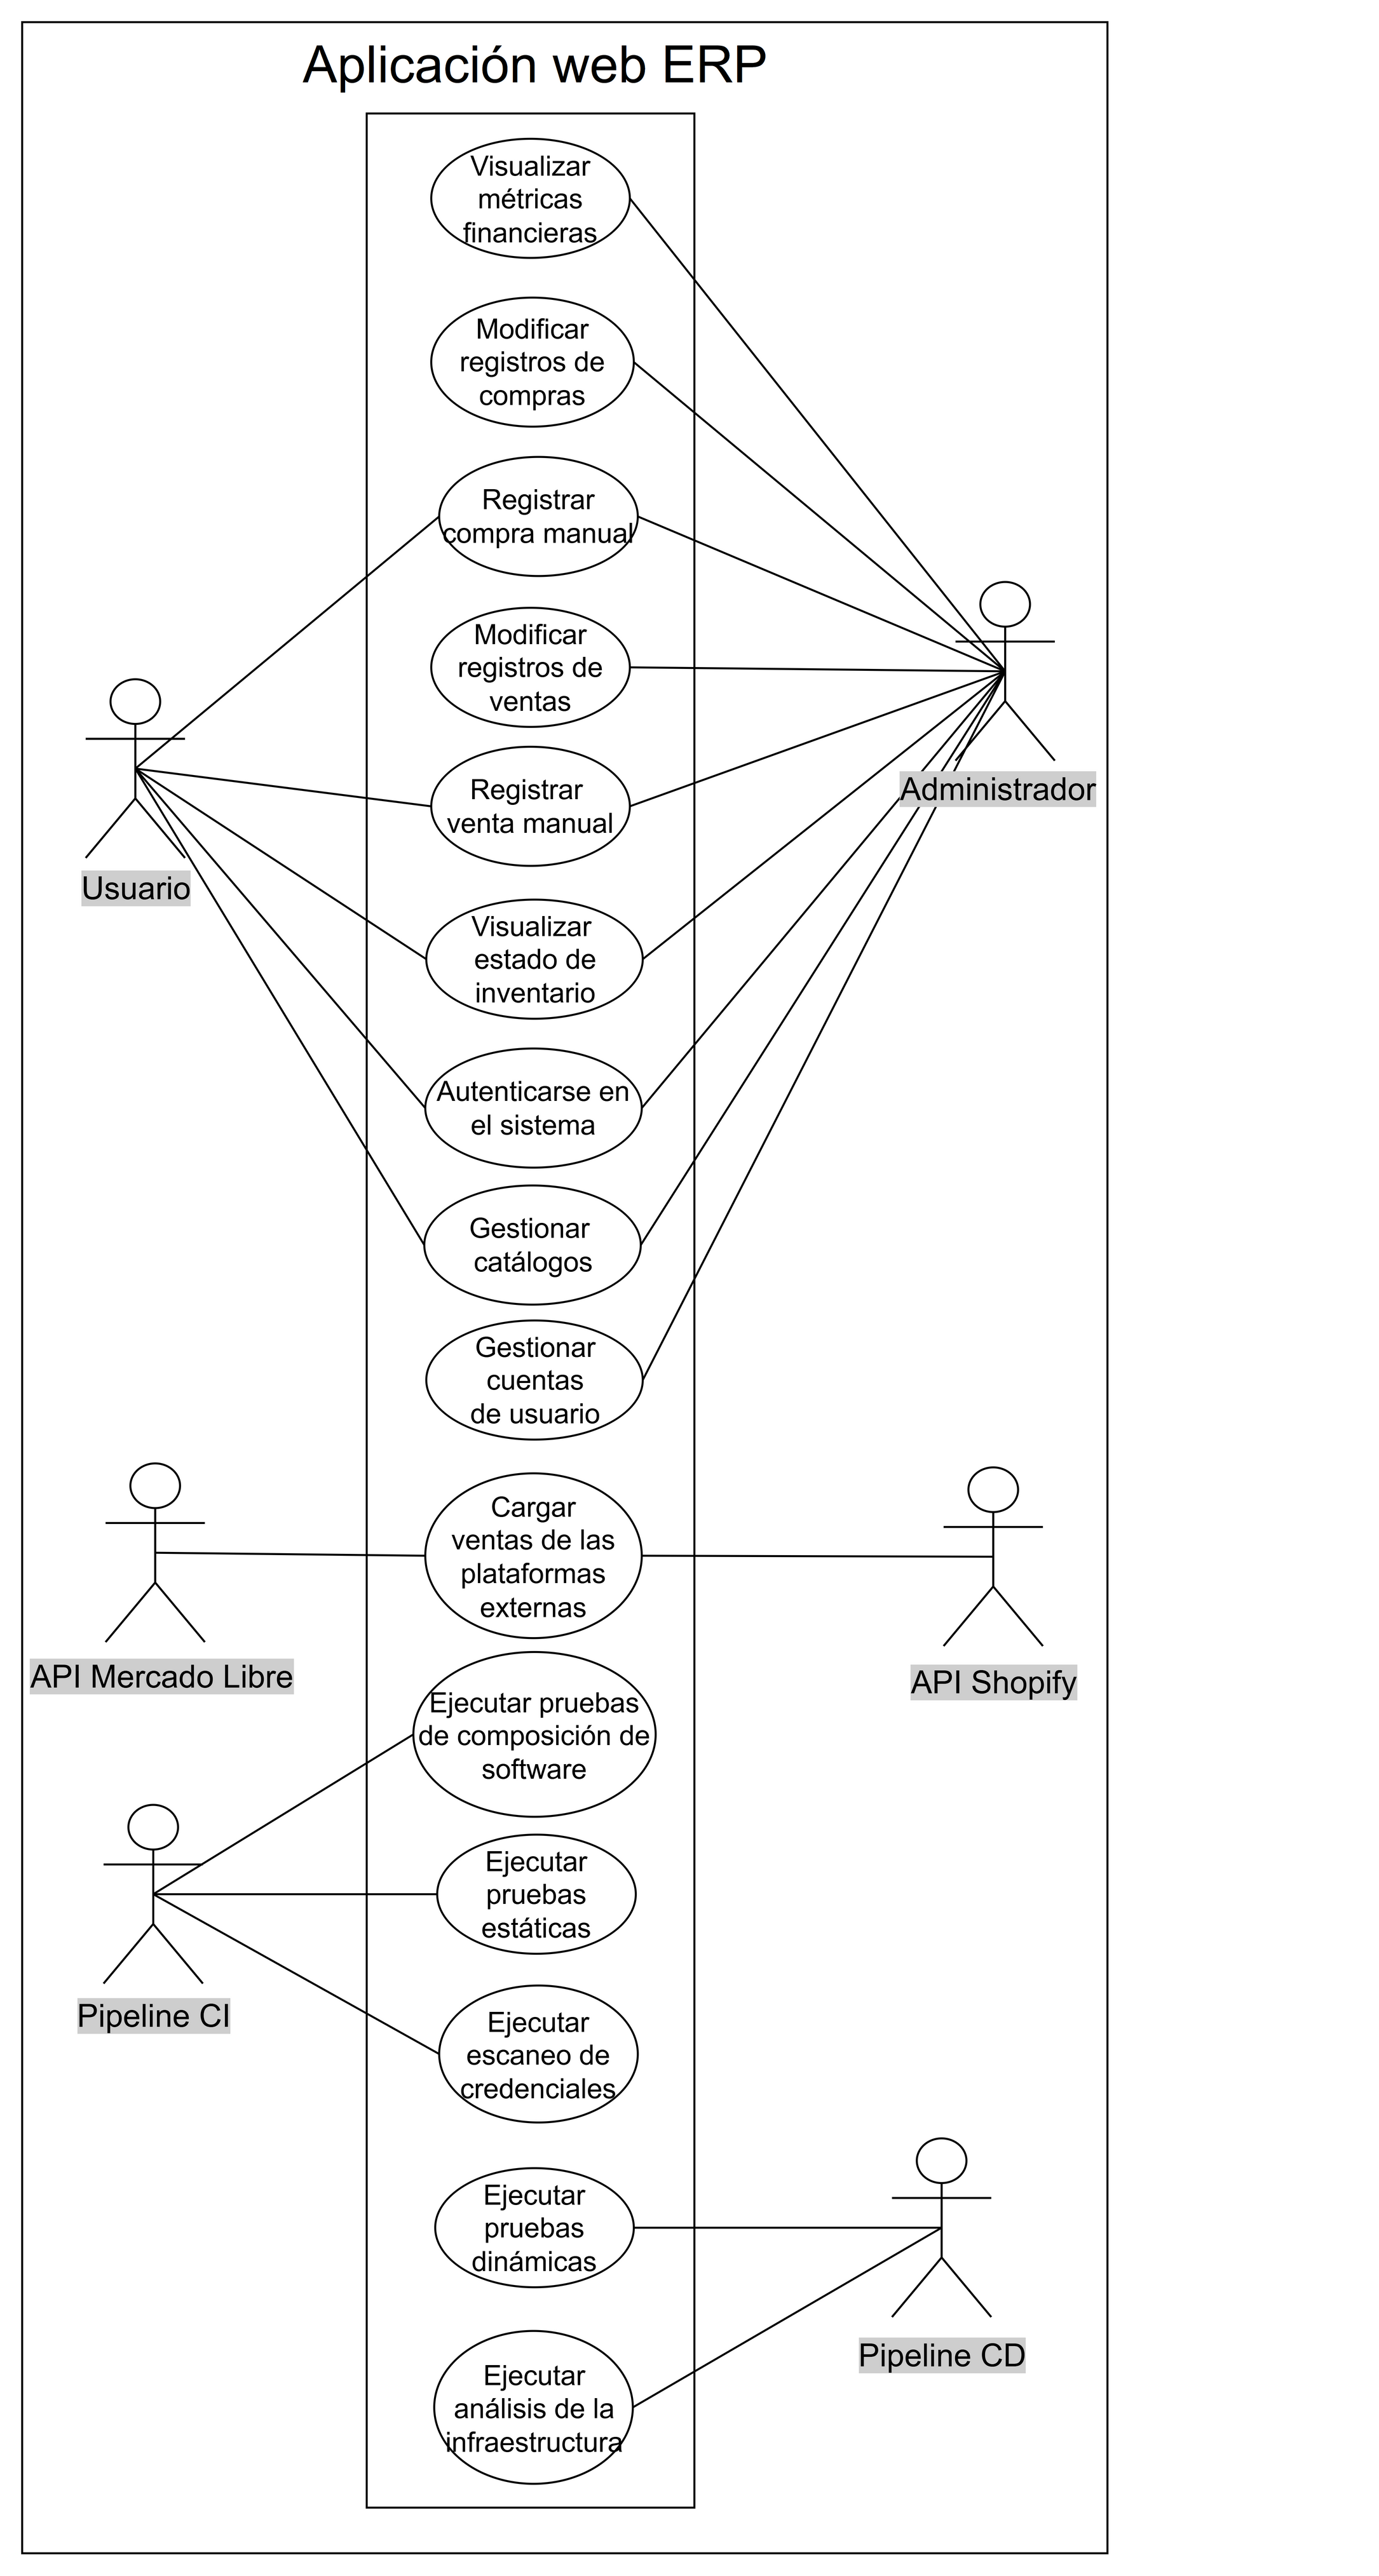 Aplicación web ERP
Visualizar
métricas
financieras
Modificar
registros de
compras
Registrar
compra manual
Modificar
registros de
ventas
Registrar
venta manual
Administrador
Usuario
Visualizar
estado de
inventario
Autenticarse en
el sistema
Gestionar
catálogos
Gestionar
cuentas
de usuario
Cargar
ventas de las
plataformas
externas
API Mercado Libre
API Shopify
Ejecutar pruebas
de composición de
software
Ejecutar
pruebas
estáticas
Pipeline CI
Ejecutar
escaneo de
credenciales
Ejecutar
pruebas
dinámicas
Pipeline CD
Ejecutar
análisis de la
infraestructura